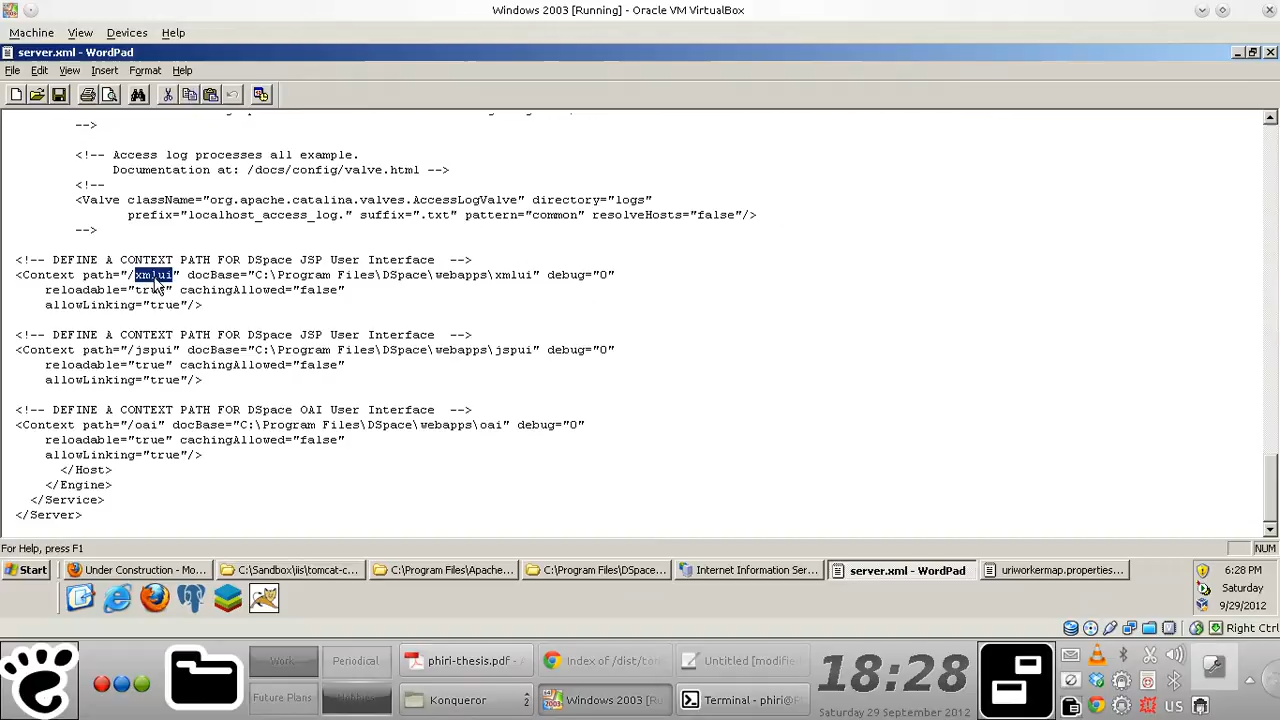 Windows 2003 [Running] - Oracle VM VirtualBox
Machine View Devices Help
server.xml - WordPad
File Edit View Insert Format Help
-->
<!-- Access log processes all example.
Documentation at: /docs/config/valve.html -->
<!--
<Valve className="org.apache.catalina.valves.AccessLogValve" directory="logs"
prefix="localhost_access_log." suffix=".txt" pattern="common" resolveHosts="false"/>
-->
<!-- DEFINE A CONTEXT PATH FOR DSpace JSP User Interface -->
<Context path="/xmlui" docBase="C:\Program Files\DSpace\webapps\xmlui" debug="0"
reloadable="true" cachingAllowed="false"
allowLinking="true"/>
<!-- DEFINE A CONTEXT PATH FOR DSpace JSP User Interface -->
<Context path="/jspui" docBase="C:\Program Files\DSpace\webapps\jspui" debug="0"
reloadable="true" cachingAllowed="false"
allowLinking="true"/>
<!-- DEFINE A CONTEXT PATH FOR DSpace OAI User Interface -->
<Context path="/oai" docBase="C:\Program Files\DSpace\webapps\oai" debug="0"
reloadable="true" cachingAllowed="false"
allowLinking="true"/>
</Host>
</Engine>
</Service>
</Server>
For Help, press F1 NUM
Start Under Construction - Mo... C:\Sandbox\iis\tomcat-c... C:\Program Files\Apache... C:\Program Files\DSpace... Internet Information Ser... server.xml - WordPad uriworkermap.properties... 6:28 PM
Saturday
9/29/2012
Right Ctrl
Work Periodical phiri-thesis.pdf - Index of /dist/tom Untitled [modifie 18:28
Future Plans Konqueror 2 Windows 2003 [Ru Terminal - phiri@ US
Saturday 29 September 2012